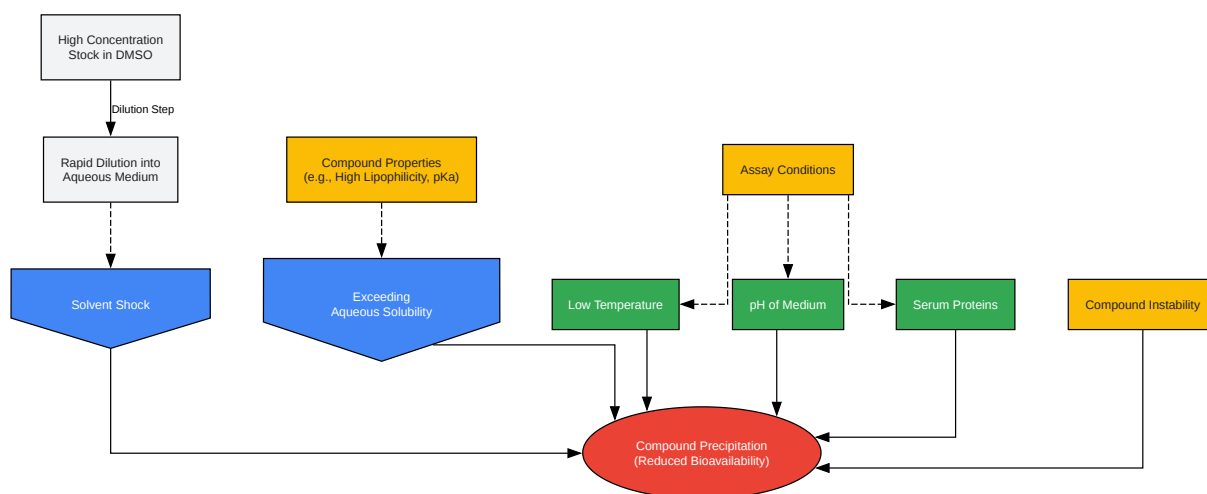 High Concentration
Stock in DMSO
Dilution Step
Rapid Dilution into
Aqueous Medium
Compound Properties
(e.g., High Lipophilicity, pKa)
Assay Conditions
Solvent Shock
Exceeding
Aqueous Solubility
Low Temperature
pH of Medium
Serum Proteins
Compound Instability
Compound Precipitation
(Reduced Bioavailability)